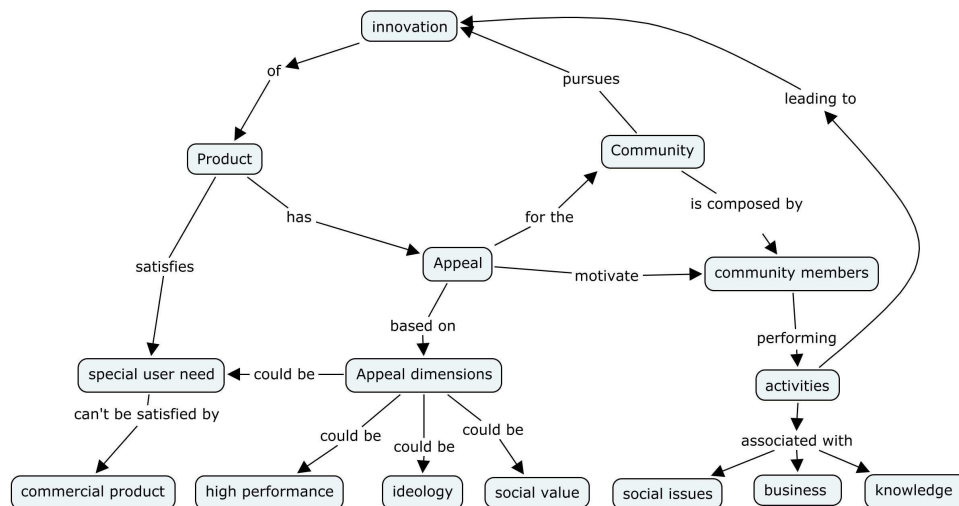 innovation
of
pursues
leading to
Product
Community
has
for the
is composed by
satisfies
Appeal
motivate
community members
based on
performing
special user need
could be
Appeal dimensions
activities
can't be satisfied by
could be
could be
could be
associated with
commercial product
high performance
ideology
social value
social issues
business
knowledge